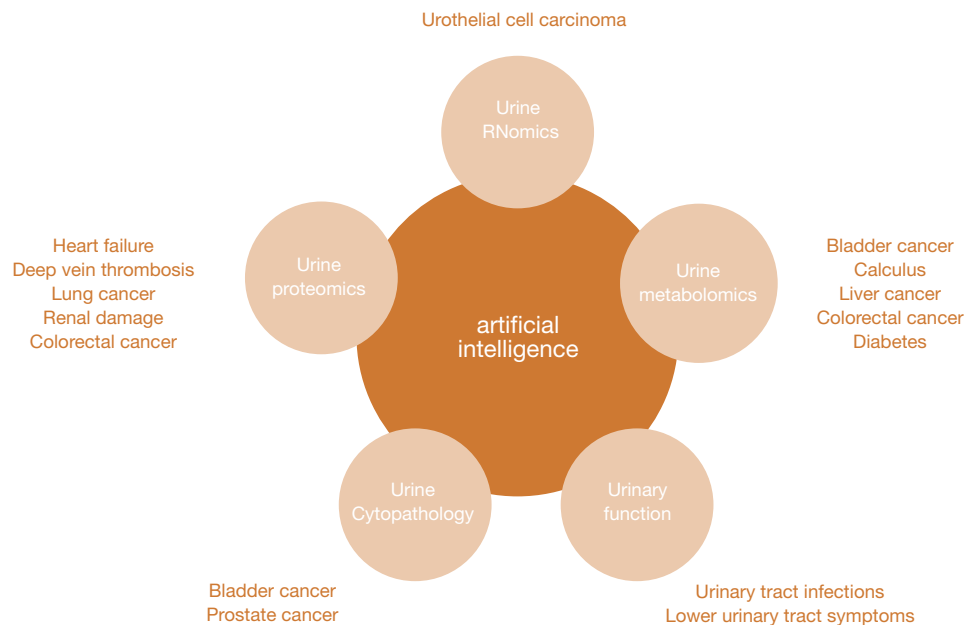 Urothelial cell carcinoma
Urine
RNomics
Heart failure
Deep vein thrombosis
Lung cancer
Renal damage
Colorectal cancer
Urine
proteomics
artificial
intelligence
Urine
metabolomics
Bladder cancer
Calculus
Liver cancer
Colorectal cancer
Diabetes
Urine
Cytopathology
Urinary
function
Bladder cancer
Prostate cancer
Urinary tract infections
Lower urinary tract symptoms